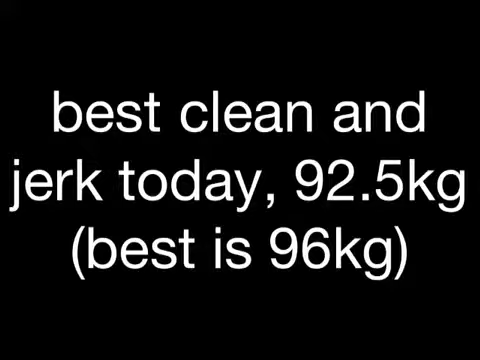 best clean and
jerk today, 92.5kg
(best is 96kg)